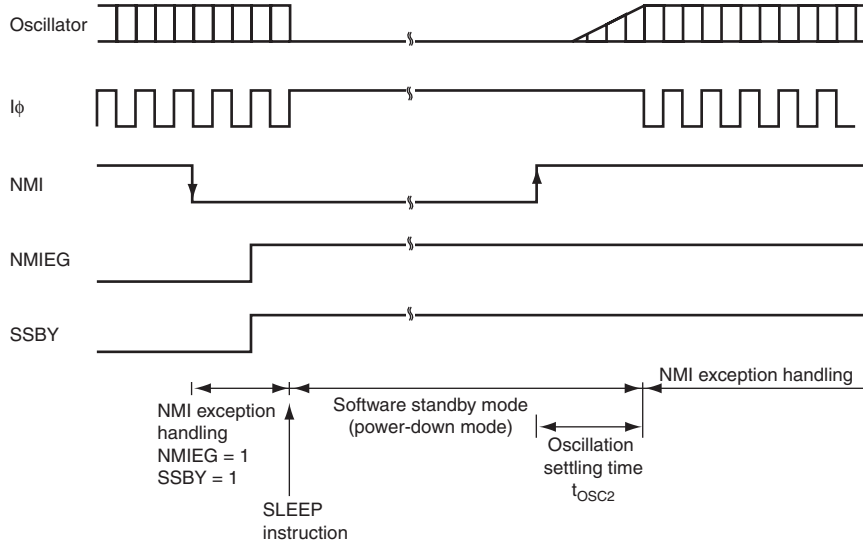 Oscillator
Iϕ
NMI
NMIEG
SSBY
NMI exception
handling
NMIEG = 1
SSBY = 1
SLEEP
instruction
Software standby mode
(power-down mode)
Oscillation
settling time
tOSC2
NMI exception handling